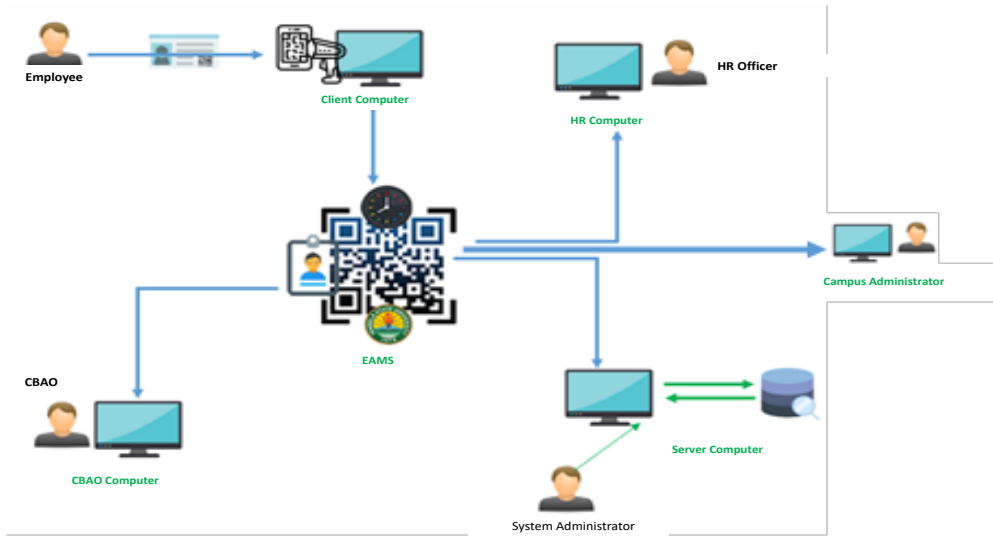 Employee
Client Computer
HR Officer
HR Computer
Campus Administrator
EAMS
CBAO
CBAO Computer
Server Computer
System Administrator